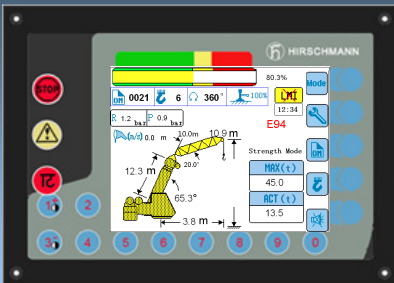 HIRSCHMANN
STOP
80.3%
Mode
OM 0021 6 360° 100%
LMI
12:34
R 1.2 bar P 0.9 bar
E94
(m/s) 0.0 m 10.0m 10.9 m
Strength Mode
OM
20.0°
12.3 m
MAX(t)
45.0
65.3°
ACT(t)
13.5
3.8 m
1 2
3 4 5 6 7 8 9 0